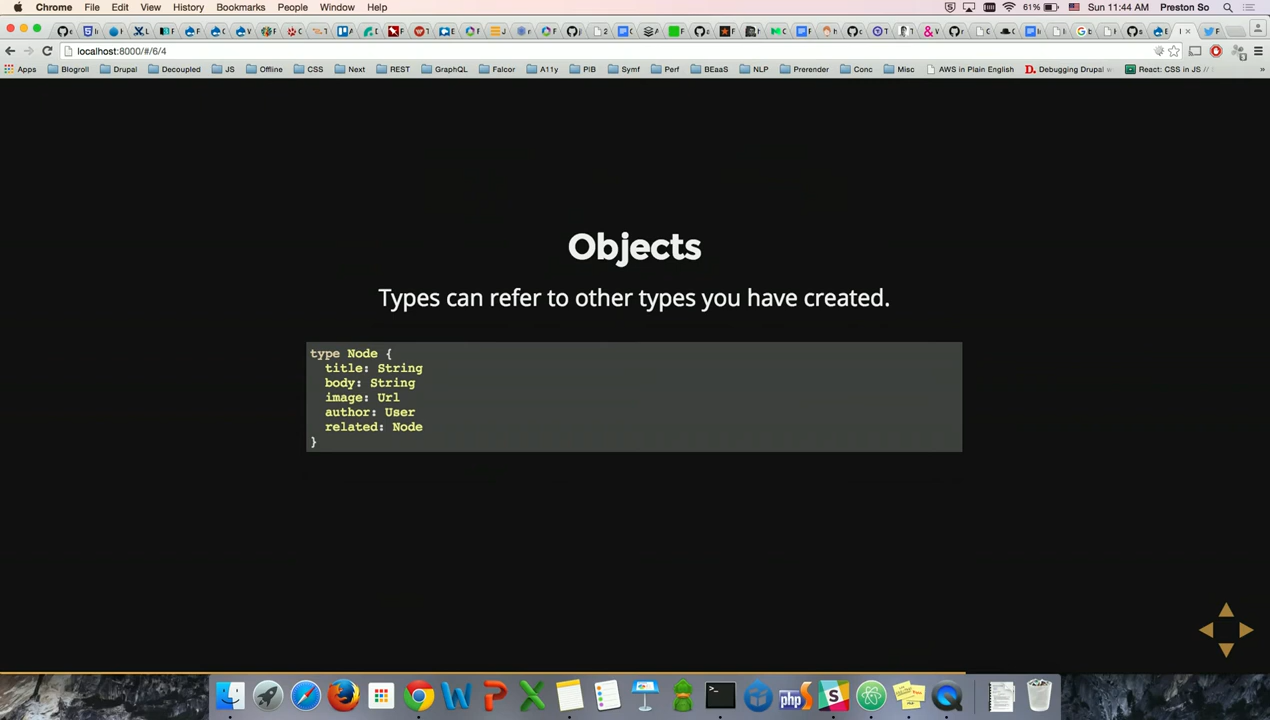 Chrome File Edit View History Bookmarks People Window Help 61% Sun 11:44 AM Preston So
localhost:8000/#/6/4
Apps Blogroll Drupal Decoupled JS Offline CSS Next REST GraphQL Falcor A11y PIB Symf Perf BEaaS NLP Prerender Conc Misc AWS in Plain English Debugging Drupal React: CSS in JS //
Objects
Types can refer to other types you have created.
type Node {
title: String
body: String
image: Url
author: User
related: Node
}
php